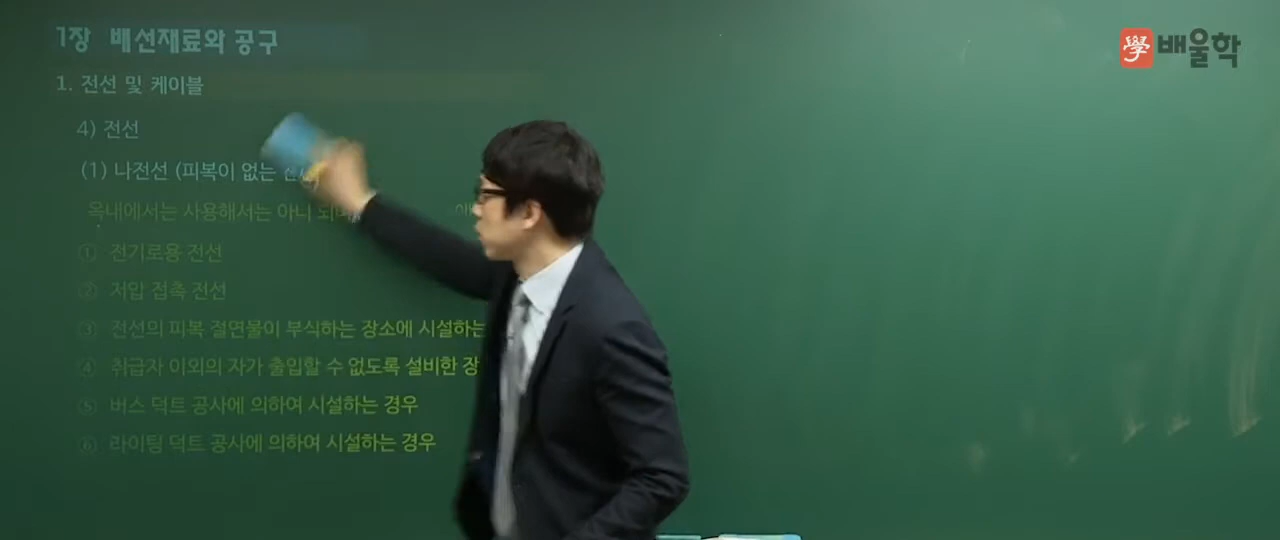 1장 배선재료와 공구
學 배울학
1. 전선 및 케이블
4) 전선
(1) 나전선 (피복이 없는
옥내에서는 사용해서는 아니 되며
① 전기로용 전선
② 저압 접촉 전선
③ 전선의 피복 절연물이 부식하는 장소에 시설하는
④ 취급자 이외의 자가 출입할 수 없도록 설비한 장
⑤ 버스 덕트 공사에 의하여 시설하는 경우
⑥ 라이팅 덕트 공사에 의하여 시설하는 경우